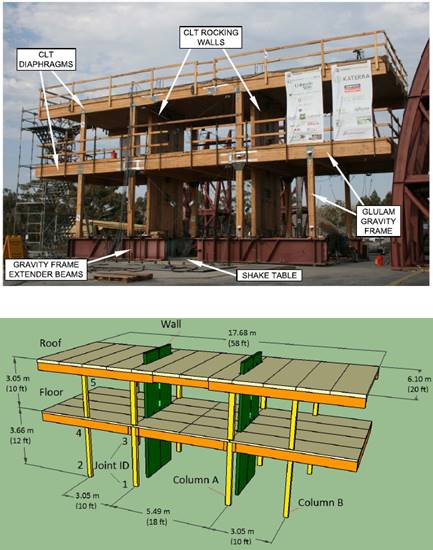 CLT ROCKING
WALLS
CLT
DIAPHRAGMS
KATERRA
GLULAM
GRAVITY
FRAME
GRAVITY FRAME
EXTENDER BEAMS
SHAKE TABLE
Wall
17.68 m
(58 ft)
Roof
3.05 m
(10 ft)
6.10 m
(20 ft)
5
Floor
3.66 m
(12 ft)
4
3
2
Joint ID
1
Column A
Column B
3.05 m
(10 ft)
5.49 m
(18 ft)
3.05 m
(10 ft)